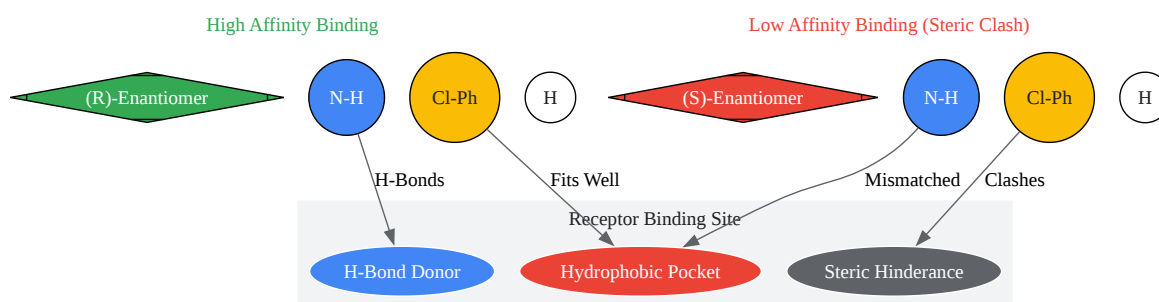 High Affinity Binding
Low Affinity Binding (Steric Clash)
(R)-Enantiomer
N-H
Cl-Ph
H
(S)-Enantiomer
N-H
Cl-Ph
H
H-Bonds
Fits Well
Mismatched
Clashes
Receptor Binding Site
H-Bond Donor
Hydrophobic Pocket
Steric Hinderance